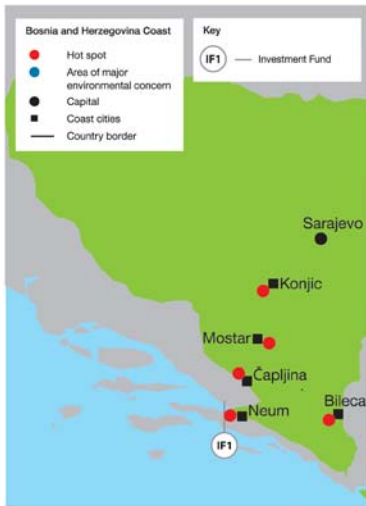 Bosnia and Herzegovina Coast
Hot spot
Area of major
environmental concern
Capital
Coast cities
Country border
Key
IF1
Investment Fund
Sarajevo
Konjic
Mostar
Čapljina
Bileca
Neum
IF1